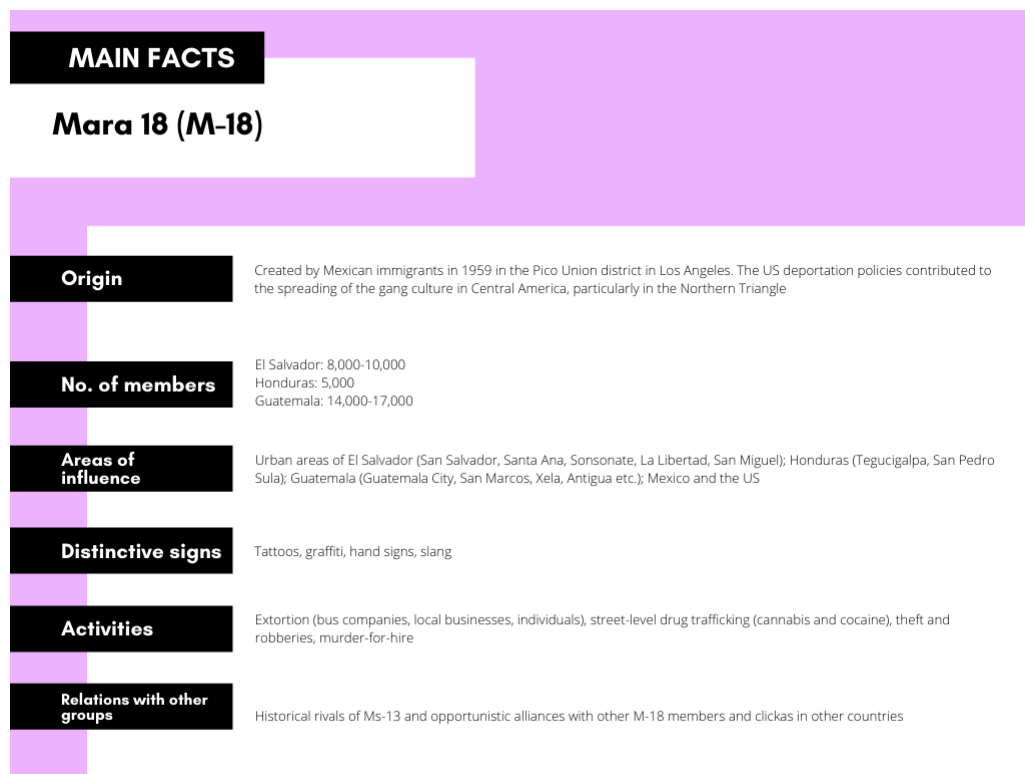 MAIN FACTS
Mara 18 (M-18)
Origin
Created by Mexican immigrants in 1959 in the Pico Union district in Los Angeles. The US deportation policies contributed to
the spreading of the gang culture in Central America, particularly in the Northern Triangle
No. of members
El Salvador: 8,000-10,000
Honduras: 5,000
Guatemala: 14,000-17,000
Areas of
influence
Urban areas of El Salvador (San Salvador, Santa Ana, Sonsonate, La Libertad, San Miguel); Honduras (Tegucigalpa, San Pedro
Sula); Guatemala (Guatemala City, San Marcos, Xela, Antigua etc.); Mexico and the US
Distinctive signs
Tattoos, graffiti, hand signs, slang
Activities
Extortion (bus companies, local businesses, individuals), street-level drug trafficking (cannabis and cocaine), theft and
robberies, murder-for-hire
Relations with other
groups
Historical rivals of Ms-13 and opportunistic alliances with other M-18 members and clickas in other countries